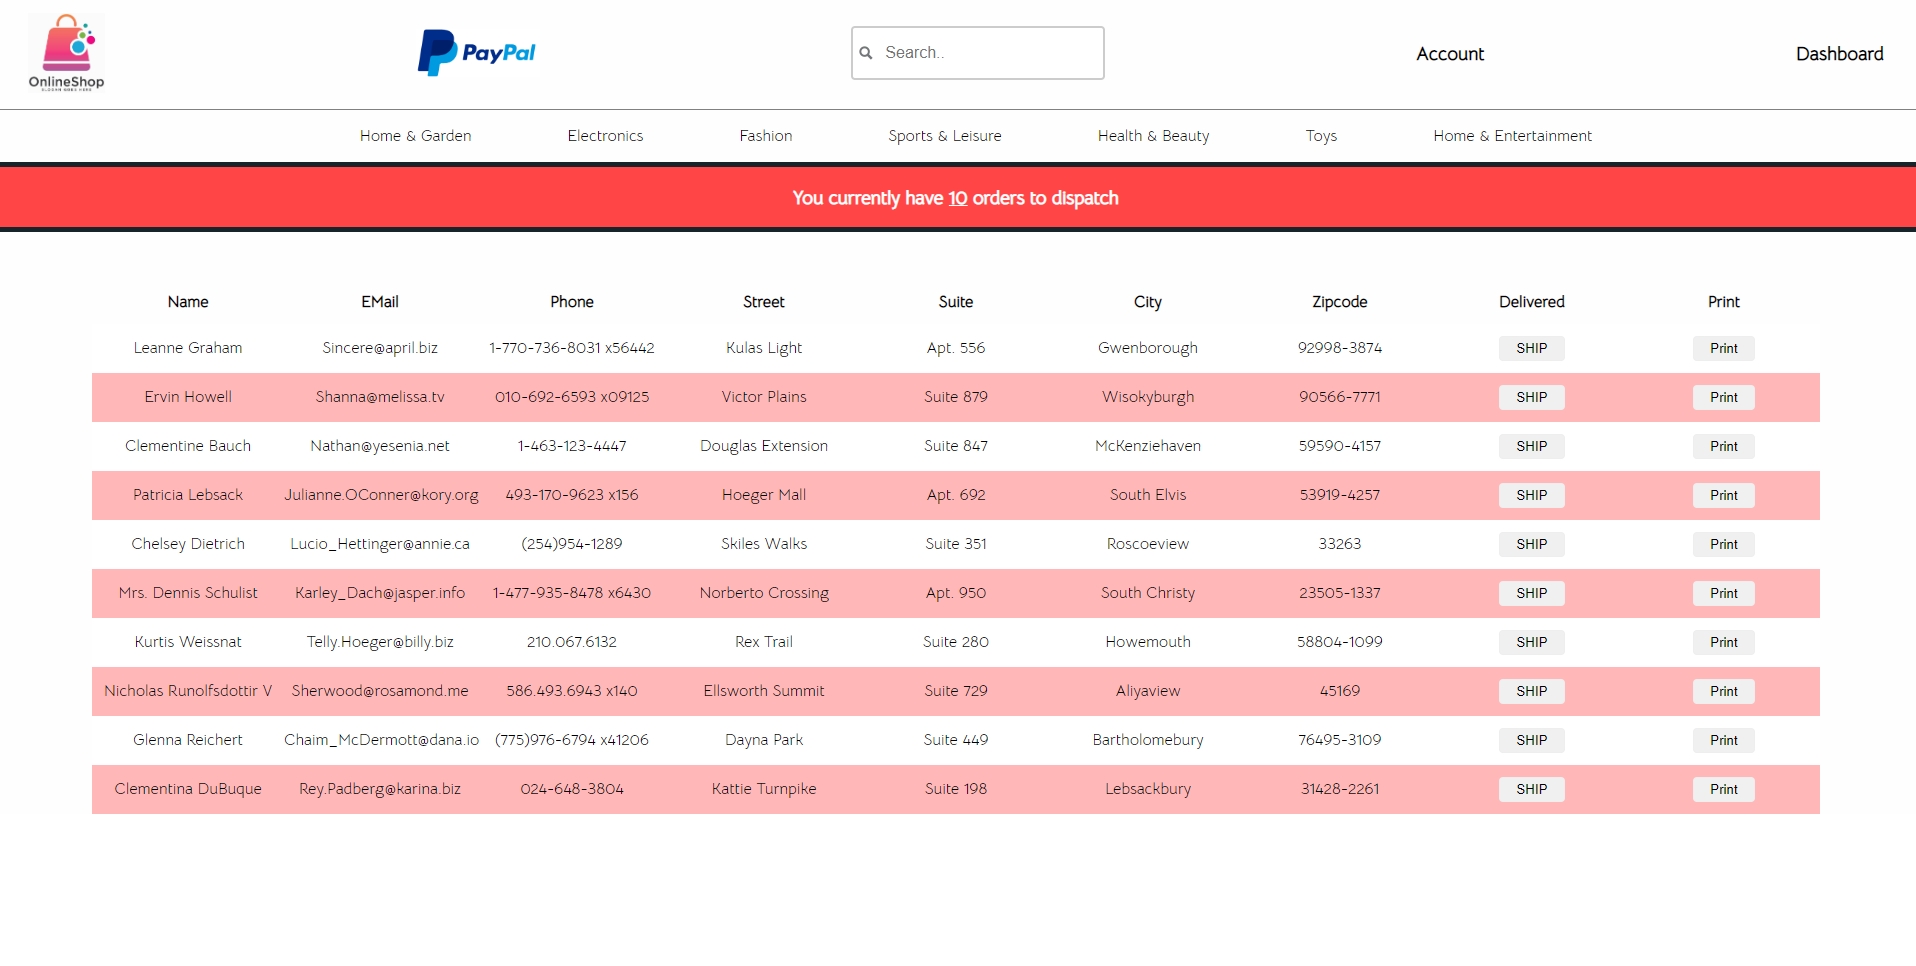 OnlineShop
SLOGAN GOES HERE
PayPal
Search..
Account
Dashboard
Home & Garden
Electronics
Fashion
Sports & Leisure
Health & Beauty
Toys
Home & Entertainment
You currently have 10 orders to dispatch
Name EMail Phone Street Suite City Zipcode Delivered Print
Leanne Graham Sincere@april.biz 1-770-736-8031 x56442 Kulas Light Apt. 556 Gwenborough 92998-3874 SHIP Print
Ervin Howell Shanna@melissa.tv 010-692-6593 x09125 Victor Plains Suite 879 Wisokyburgh 90566-7771 SHIP Print
Clementine Bauch Nathan@yesenia.net 1-463-123-4447 Douglas Extension Suite 847 McKenziehaven 59590-4157 SHIP Print
Patricia Lebsack Julianne.OConner@kory.org 493-170-9623 x156 Hoeger Mall Apt. 692 South Elvis 53919-4257 SHIP Print
Chelsey Dietrich Lucio_Hettinger@annie.ca (254)954-1289 Skiles Walks Suite 351 Roscoeview 33263 SHIP Print
Mrs. Dennis Schulist Karley_Dach@jasper.info 1-477-935-8478 x6430 Norberto Crossing Apt. 950 South Christy 23505-1337 SHIP Print
Kurtis Weissnat Telly.Hoeger@billy.biz 210.067.6132 Rex Trail Suite 280 Howemouth 58804-1099 SHIP Print
Nicholas Runolfsdottir V Sherwood@rosamond.me 586.493.6943 x140 Ellsworth Summit Suite 729 Aliyaview 45169 SHIP Print
Glenna Reichert Chaim_McDermott@dana.io (775)976-6794 x41206 Dayna Park Suite 449 Bartholomebury 76495-3109 SHIP Print
Clementina DuBuque Rey.Padberg@karina.biz 024-648-3804 Kattie Turnpike Suite 198 Lebsackbury 31428-2261 SHIP Print